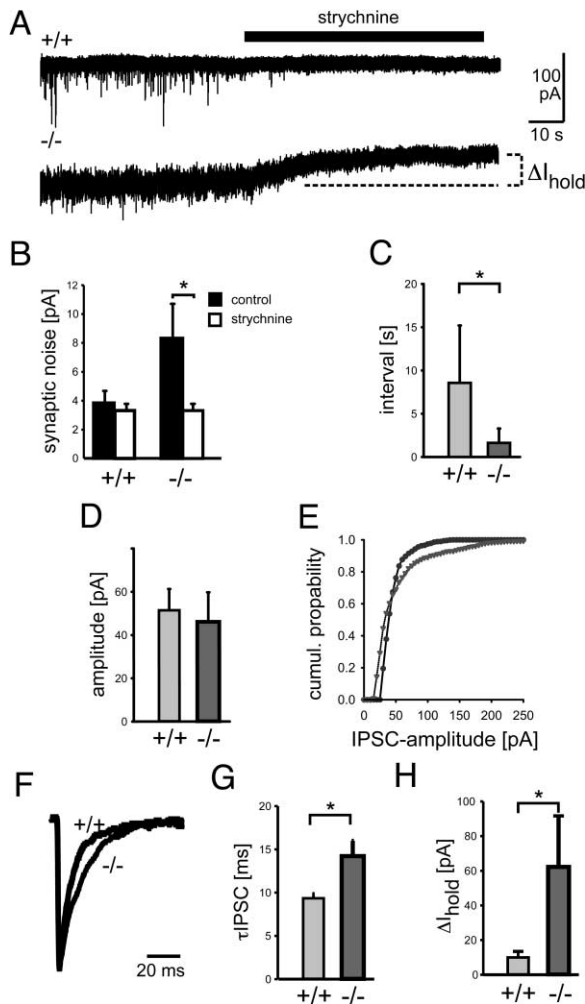 A
strychnine
+/+
100
pA
10 s
-/-
ΔIhold
B
synaptic noise [pA]
12
10
8
6
4
2
0
*
control
strychnine
+/+
-/-
C
interval [s]
20
15
10
5
0
*
+/+
-/-
D
amplitude [pA]
60
40
20
0
+/+
-/-
E
cumul. propability
1.0
0.8
0.6
0.4
0.2
0.0
0 50 100 150 200 250
IPSC-amplitude [pA]
F
+/+
-/-
20 ms
G
τIPSC [ms]
20
15
10
5
0
*
+/+
-/-
H
ΔIhold [pA]
100
80
60
40
20
0
*
+/+
-/-